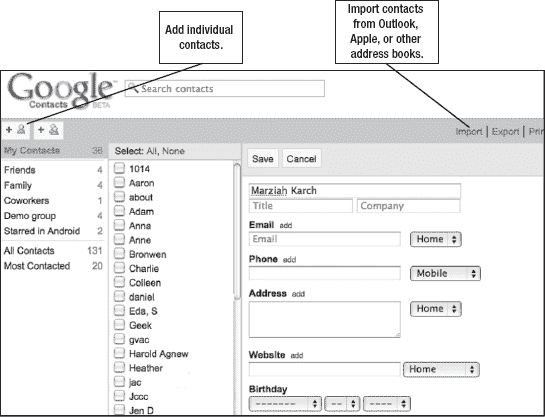 Add individual
contacts.
Import contacts
from Outlook,
Apple, or other
address books.
Google™
Contacts BETA
Search contacts
+ +
Import | Export | Prin
My Contacts 36
Friends 4
Family 4
Coworkers 1
Demo group 4
Starred in Android 2
All Contacts 131
Most Contacted 20
Select: All, None
1014
Aaron
about
Adam
Anna
Anne
Bronwen
Charlie
Colleen
daniel
Eda, S
Geek
gvac
Harold Agnew
Heather
jac
Jccc
Jen D
Save Cancel
Marziah Karch
Title Company
Email add
Email Home
Phone add
Mobile
Address add
Home
Website add
Home
Birthday
------- -- ----